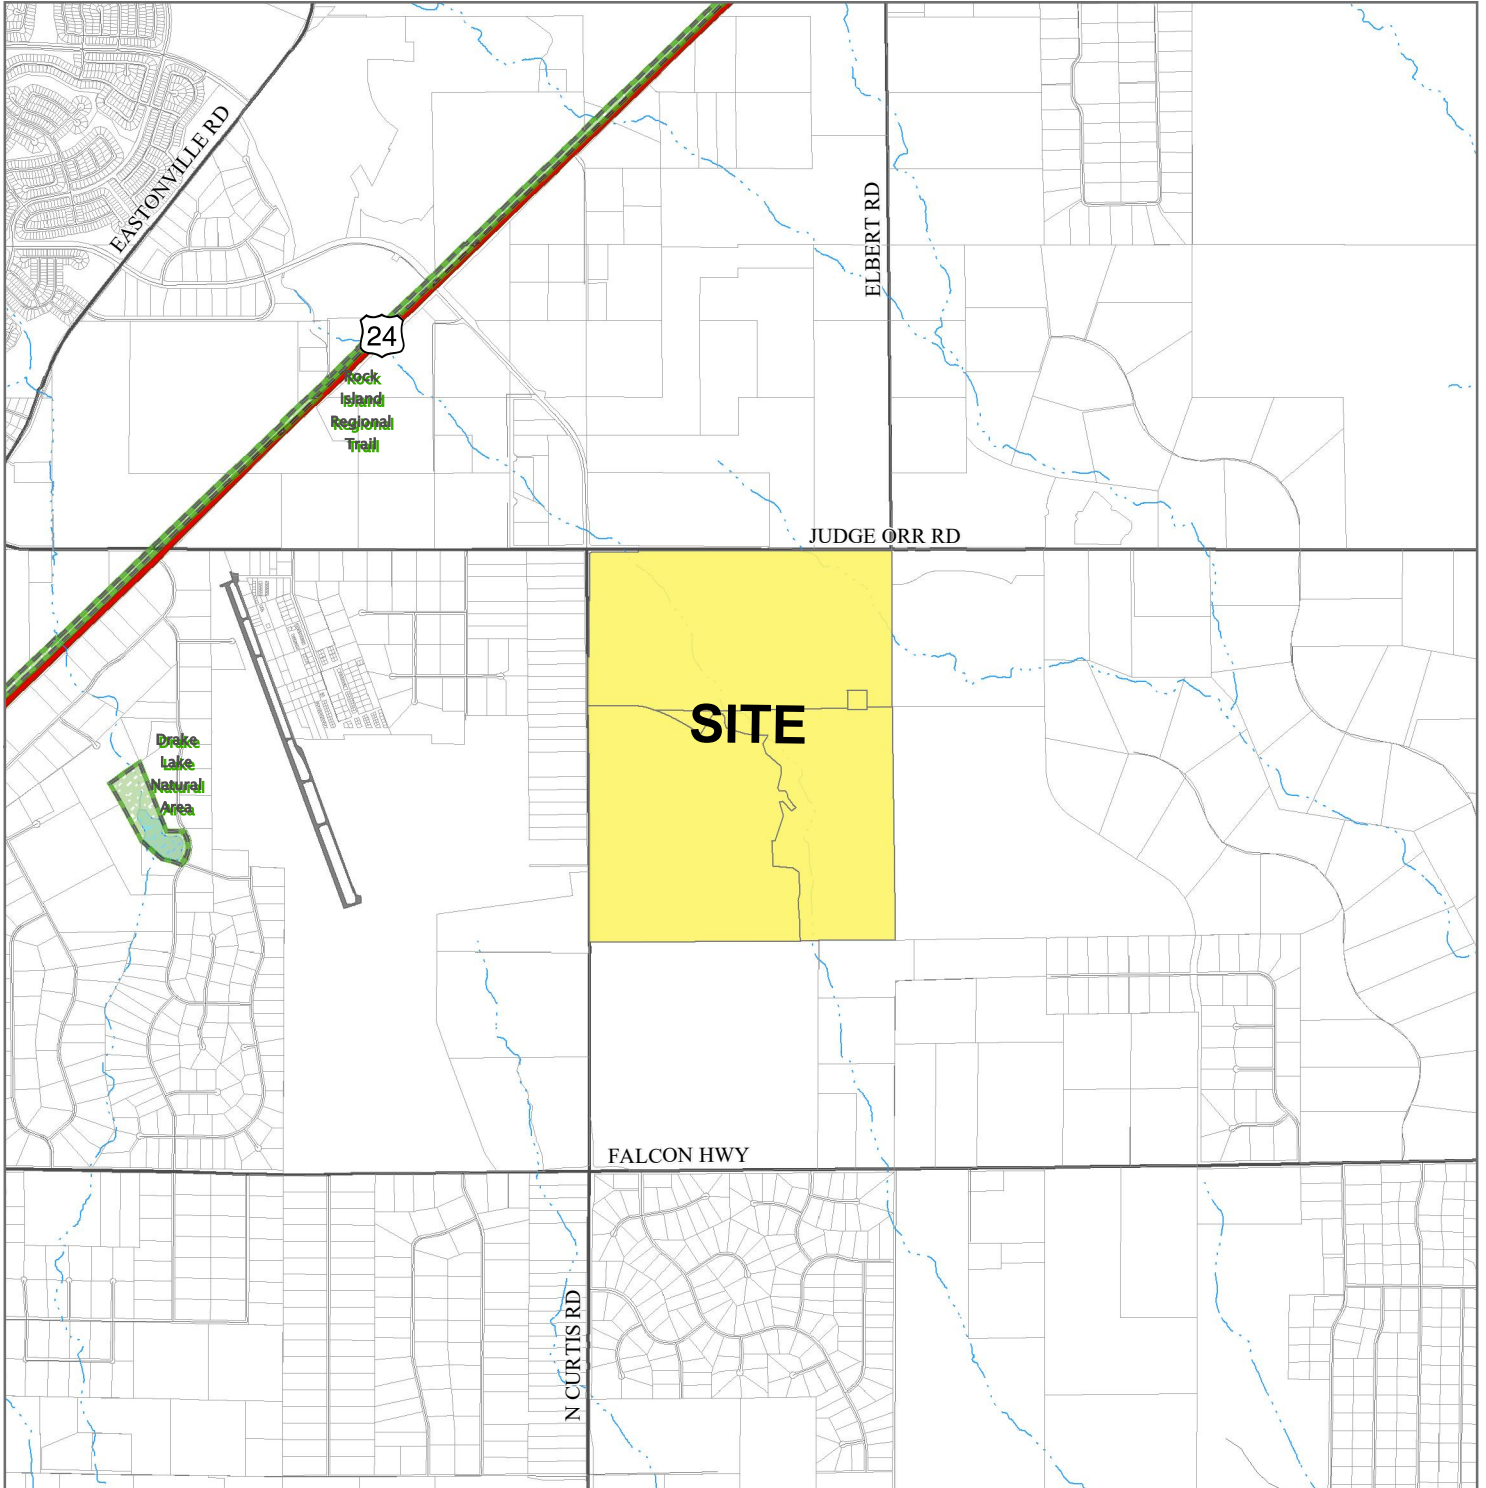 EASTONVILLE RD
ELBERT RD
24
Rock
Island
Regional
Trail
JUDGE ORR RD
SITE
Drake
Lake
Natural
Area
FALCON HWY
N CURTIS RD